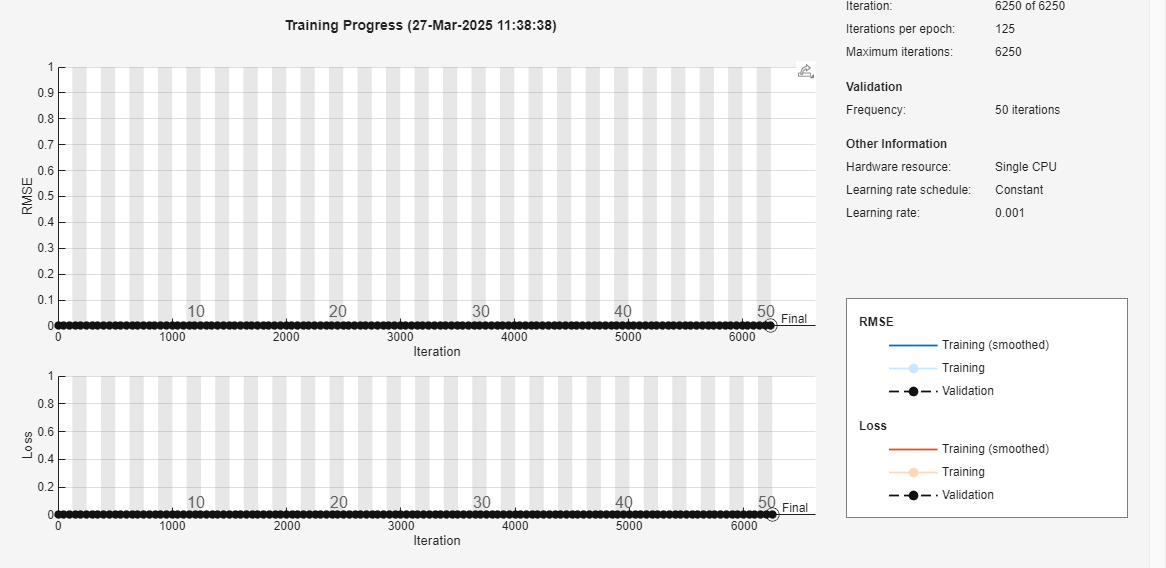 Training Progress (27-Mar-2025 11:38:38)
1
0.9
0.8
0.7
0.6
0.5
0.4
0.3
0.2
0.1
0
RMSE
10
20
30
40
50
Final
0
1000
2000
3000
4000
5000
6000
Iteration
1
0.8
0.6
0.4
0.2
0
Loss
10
20
30
40
50
Final
0
1000
2000
3000
4000
5000
6000
Iteration
Iteration: 6250 of 6250
Iterations per epoch: 125
Maximum iterations: 6250
Validation
Frequency: 50 iterations
Other Information
Hardware resource: Single CPU
Learning rate schedule: Constant
Learning rate: 0.001
RMSE
Training (smoothed)
Training
Validation
Loss
Training (smoothed)
Training
Validation